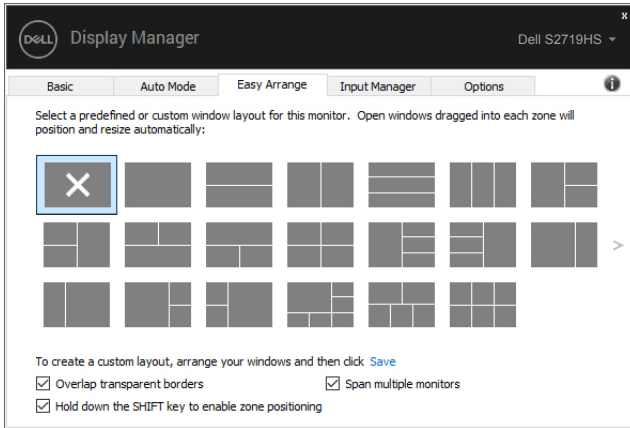 x
DELL Display Manager
Dell S2719HS
Basic Auto Mode Easy Arrange Input Manager Options
Select a predefined or custom window layout for this monitor. Open windows dragged into each zone will
position and resize automatically:
>
To create a custom layout, arrange your windows and then click Save
Overlap transparent borders Span multiple monitors
Hold down the SHIFT key to enable zone positioning